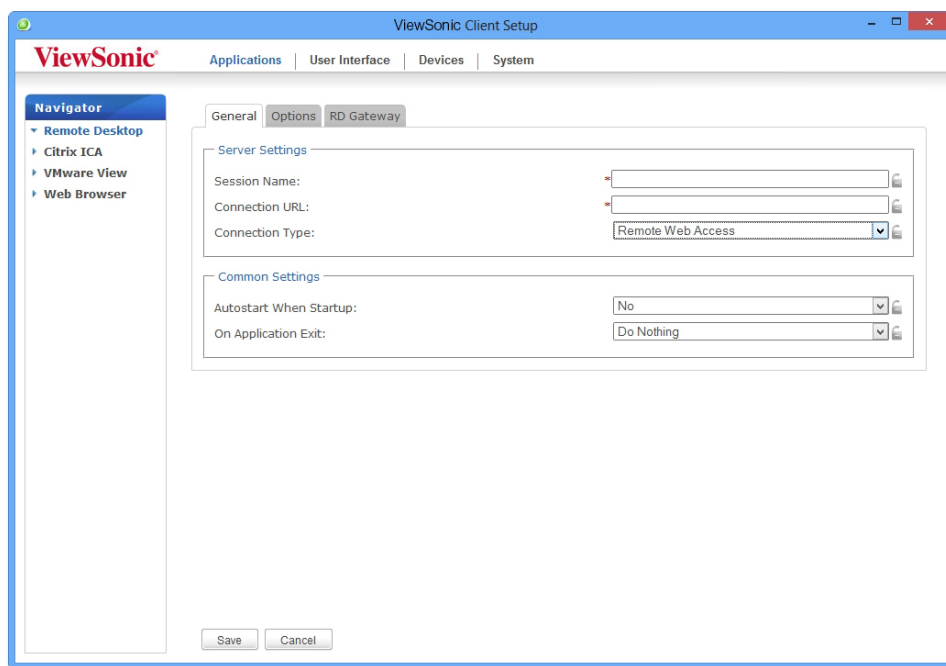 ViewSonic Client Setup
ViewSonic®
Applications | User Interface | Devices | System
Navigator
Remote Desktop
Citrix ICA
VMware View
Web Browser
General Options RD Gateway
Server Settings
Session Name: *
Connection URL: *
Connection Type: Remote Web Access
Common Settings
Autostart When Startup: No
On Application Exit: Do Nothing
Save Cancel